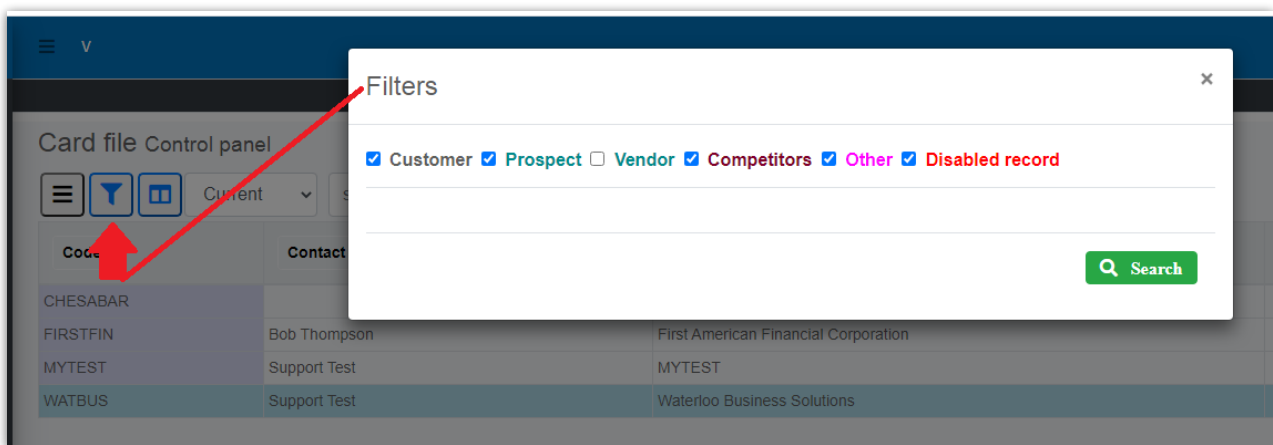 V
Filters ×
Card file Control panel
Customer Prospect Vendor Competitors Other Disabled record
Current s
Code Contact
Search
CHESABAR
FIRSTFIN Bob Thompson First American Financial Corporation
MYTEST Support Test MYTEST
WATBUS Support Test Waterloo Business Solutions